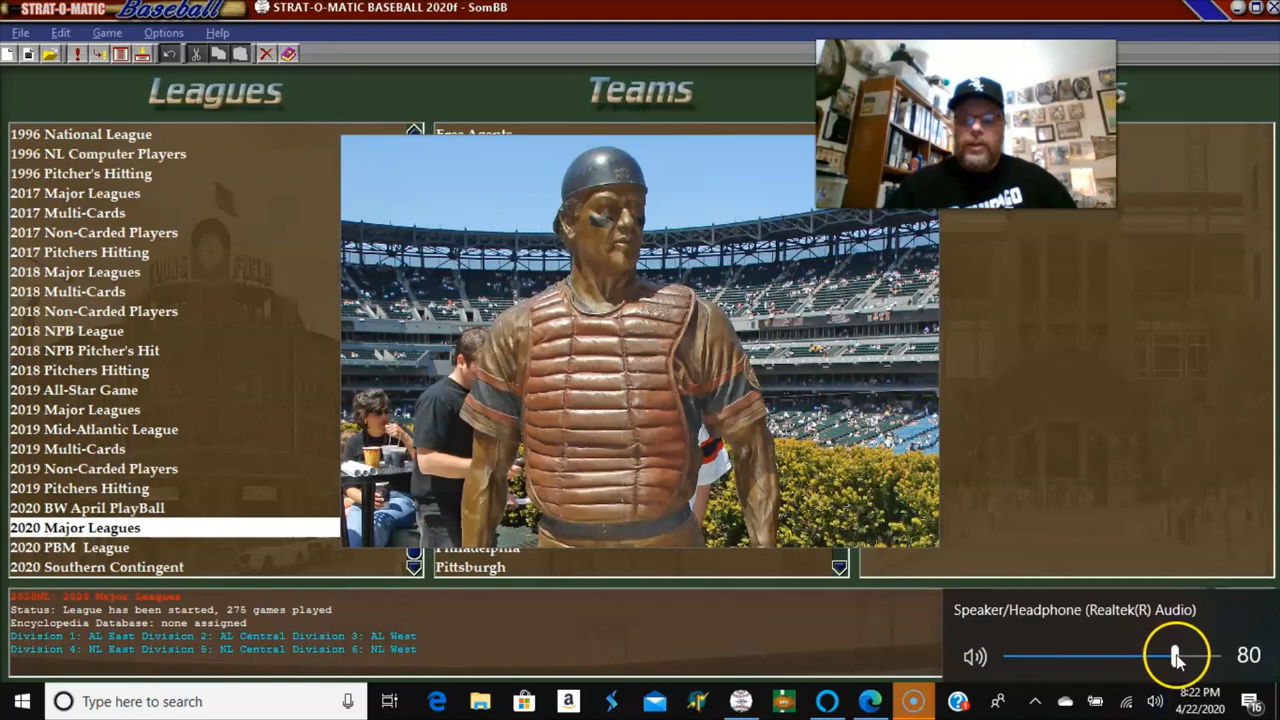 STRAT-O-MATIC Baseball STRAT-O-MATIC BASEBALL 2020f - SomBB
File Edit Game Options Help
Leagues Teams
1996 National League
1996 NL Computer Players
1996 Pitcher's Hitting
2017 Major Leagues
2017 Multi-Cards
2017 Non-Carded Players
2017 Pitchers Hitting
2018 Major Leagues
2018 Multi-Cards
2018 Non-Carded Players
2018 NPB League
2018 NPB Pitcher's Hit
2018 Pitchers Hitting
2019 All-Star Game
2019 Major Leagues
2019 Mid-Atlantic League
2019 Multi-Cards
2019 Non-Carded Players
2019 Pitchers Hitting
2020 BW April PlayBall
2020 Major Leagues
2020 PBM League
2020 Southern Contingent
Free Agents
Philadelphia
Pittsburgh
CHICAGO
2020ML: 2020 Major Leagues
Status: League has been started, 275 games played
Encyclopedia Database: none assigned
Division 1: AL East Division 2: AL Central Division 3: AL West
Division 4: NL East Division 5: NL Central Division 6: NL West
Speaker/Headphone (Realtek(R) Audio)
80
Type here to search
8:22 PM
4/22/2020
16